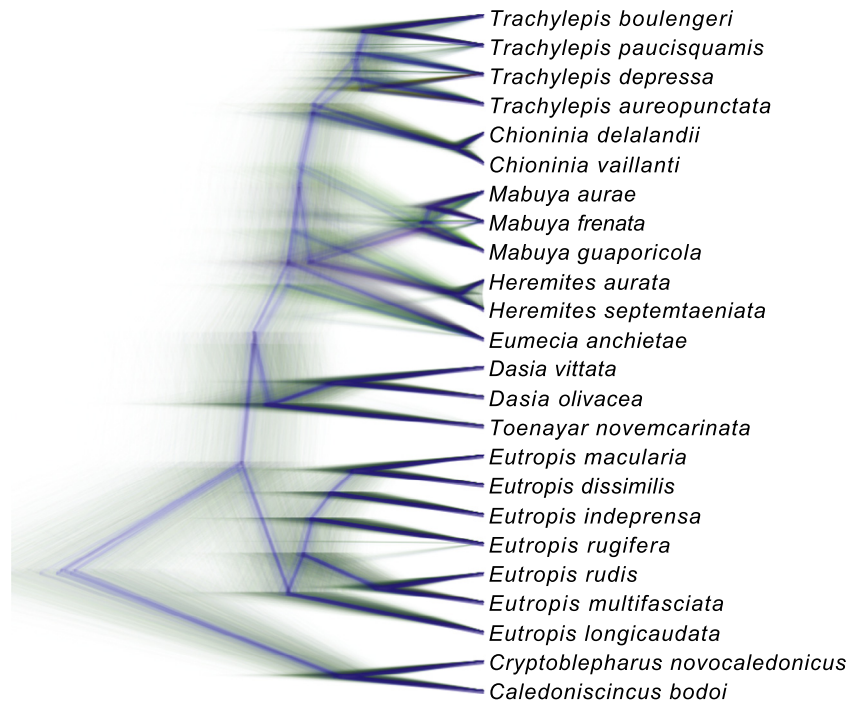 Trachylepis boulengeri
Trachylepis paucisquamis
Trachylepis depressa
Trachylepis aureopunctata
Chioninia delalandii
Chioninia vaillanti
Mabuya aurae
Mabuya frenata
Mabuya guaporicola
Heremites aurata
Heremites septemtaeniata
Eumecia anchietae
Dasia vittata
Dasia olivacea
Toenayar novemcarinata
Eutropis macularia
Eutropis dissimilis
Eutropis indeprensa
Eutropis rugifera
Eutropis rudis
Eutropis multifasciata
Eutropis longicaudata
Cryptoblepharus novocaledonicus
Caledoniscincus bodoi